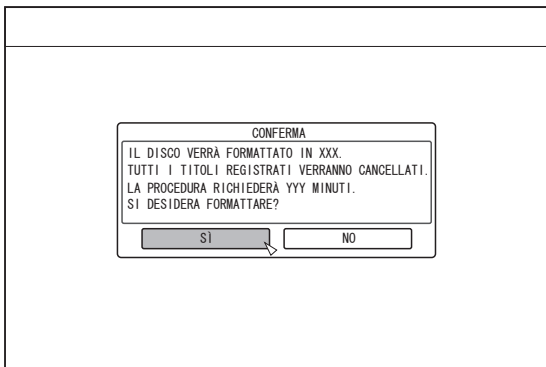 CONFERMA
IL DISCO VERRÀ FORMATTATO IN XXX.
TUTTI I TITOLI REGISTRATI VERRANNO CANCELLATI.
LA PROCEDURA RICHIEDERÀ YYY MINUTI.
SI DESIDERA FORMATTARE?
SÌ NO